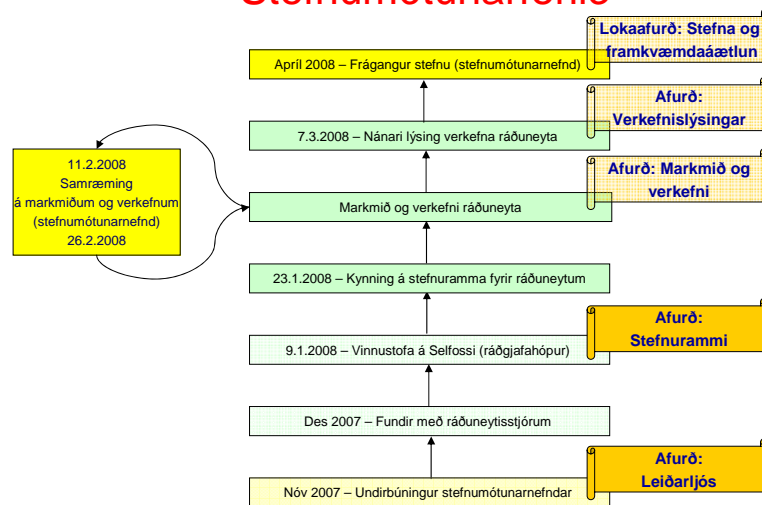 Stefnumótunarferlið
Lokaafurð: Stefna og
framkvæmdaáætlun
Apríl 2008 – Frágangur stefnu (stefnumótunarnefnd)
Afurð:
Verkefnislýsingar
7.3.2008 – Nánari lýsing verkefna ráðuneyta
11.2.2008
Samræming
á markmiðum og verkefnum
(stefnumótunarnefnd)
26.2.2008
Afurð: Markmið og
verkefni
Markmið og verkefni ráðuneyta
23.1.2008 – Kynning á stefnuramma fyrir ráðuneytum
Afurð:
Stefnurammi
9.1.2008 – Vinnustofa á Selfossi (ráðgjafahópur)
Des 2007 – Fundir með ráðuneytisstjórum
Afurð:
Leiðarljós
Nóv 2007 – Undirbúningur stefnumótunarnefndar